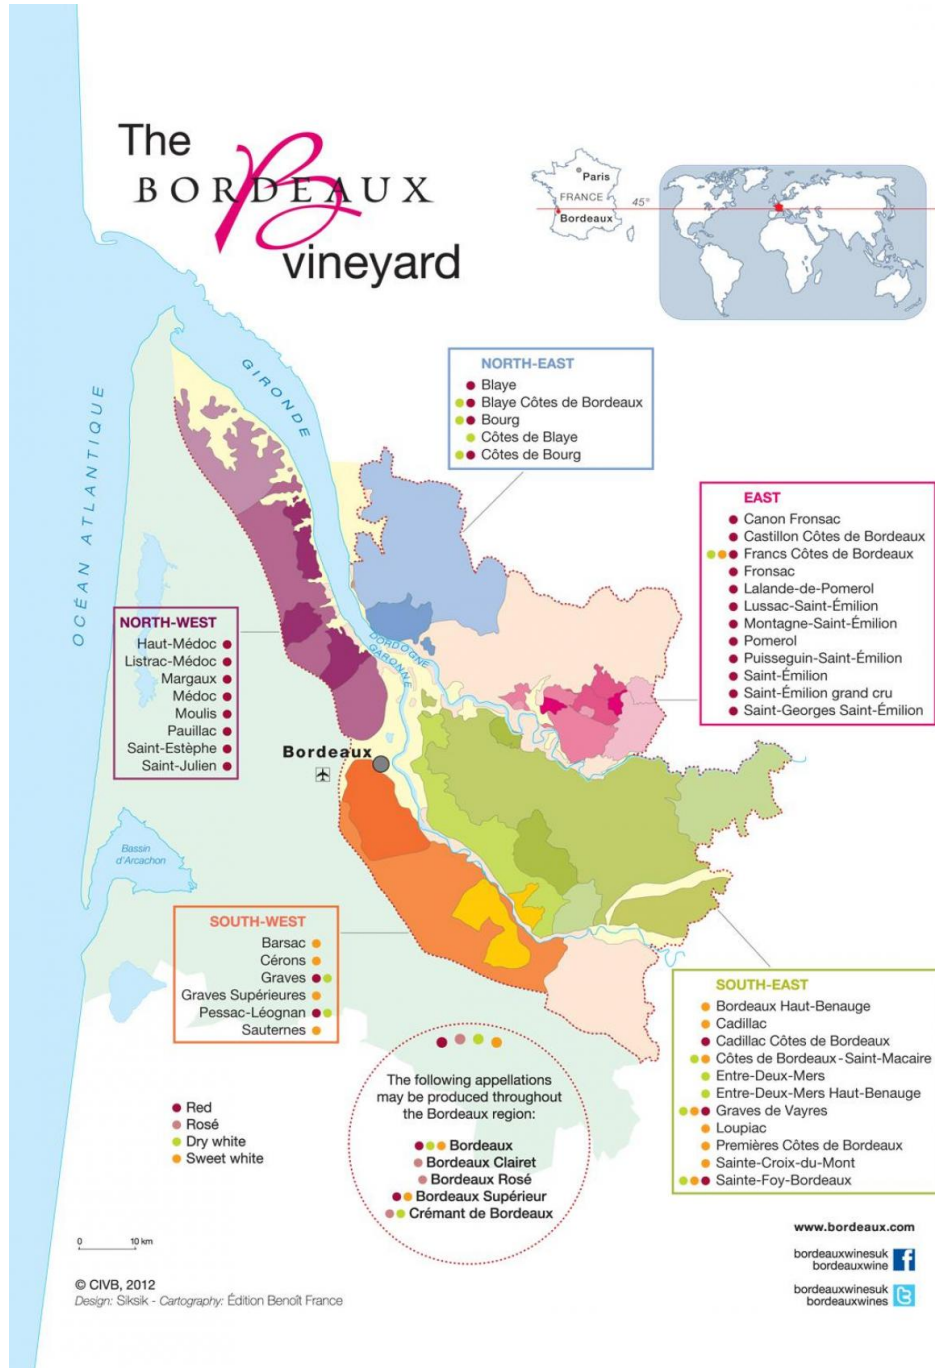 The
BORDEAUX
vineyard
Paris
FRANCE
45°
Bordeaux
GIRONDE
OCÉAN ATLANTIQUE
NORTH-EAST
Blaye
Blaye Côtes de Bordeaux
Bourg
Côtes de Blaye
Côtes de Bourg
EAST
Canon Fronsac
Castillon Côtes de Bordeaux
Francs Côtes de Bordeaux
Fronsac
Lalande-de-Pomerol
Lussac-Saint-Émilion
Montagne-Saint-Émilion
Pomerol
Puisseguin-Saint-Émilion
Saint-Émilion
Saint-Émilion grand cru
Saint-Georges Saint-Émilion
NORTH-WEST
Haut-Médoc
Listrac-Médoc
Margaux
Médoc
Moulis
Pauillac
Saint-Estèphe
Saint-Julien
DORDOGNE
GARONNE
Bordeaux
Bassin
d'Arcachon
SOUTH-WEST
Barsac
Cérons
Graves
Graves Supérieures
Pessac-Léognan
Sauternes
SOUTH-EAST
Bordeaux Haut-Benauge
Cadillac
Cadillac Côtes de Bordeaux
Côtes de Bordeaux-Saint-Macaire
Entre-Deux-Mers
Entre-Deux-Mers Haut-Benauge
Graves de Vayres
Loupiac
Premières Côtes de Bordeaux
Sainte-Croix-du-Mont
Sainte-Foy-Bordeaux
The following appellations
may be produced throughout
the Bordeaux region:
Bordeaux
Bordeaux Clairet
Bordeaux Rosé
Bordeaux Supérieur
Crémant de Bordeaux
Red
Rosé
Dry white
Sweet white
0 10 km
© CIVB, 2012
Design: Siksik - Cartography: Édition Benoît France
www.bordeaux.com
bordeauxwinesuk
bordeauxwine
bordeauxwinesuk
bordeauxwines